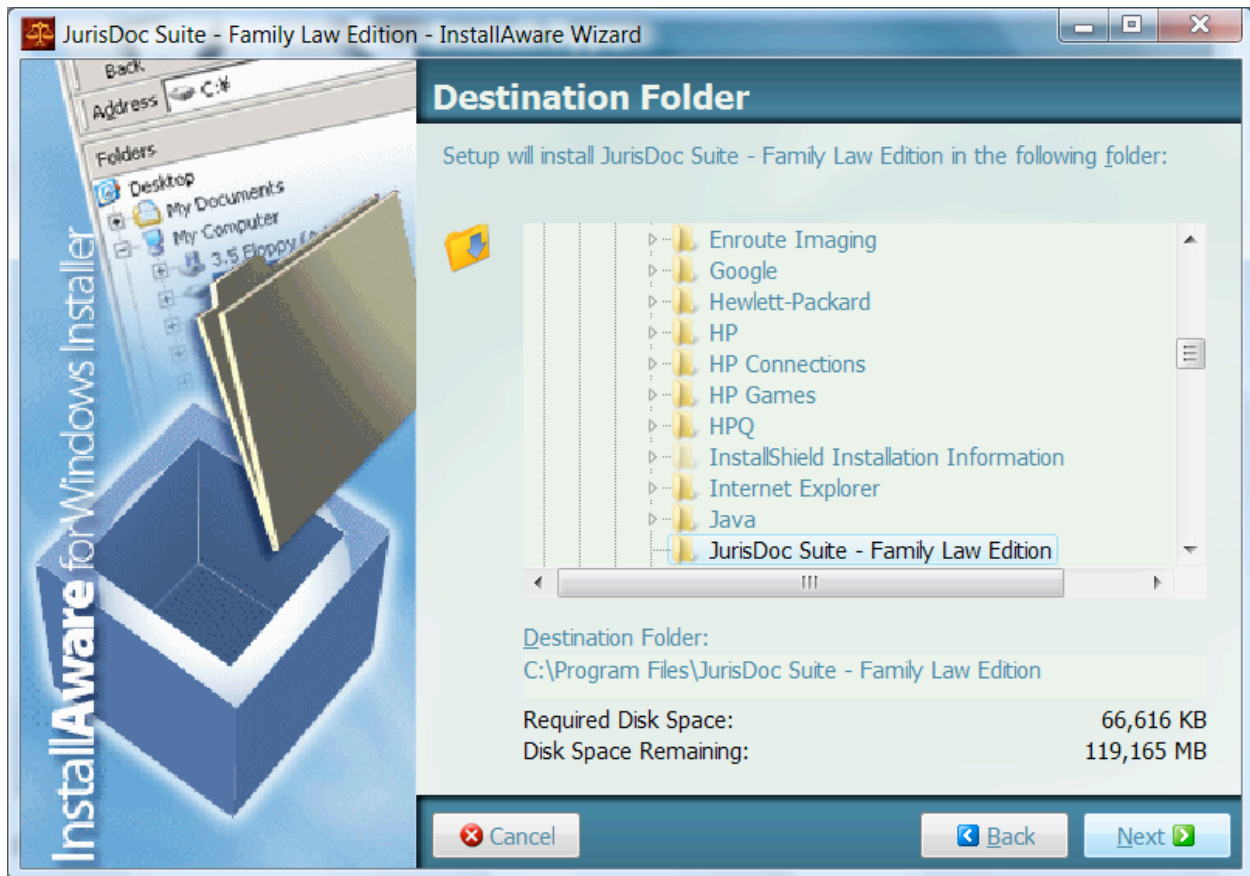 JurisDoc Suite - Family Law Edition - InstallAware Wizard
Back
Address C:¥
Folders
Desktop
My Documents
My Computer
3.5 Floppy
InstallAware for Windows Installer
Destination Folder
Setup will install JurisDoc Suite - Family Law Edition in the following folder:
Enroute Imaging
Google
Hewlett-Packard
HP
HP Connections
HP Games
HPQ
InstallShield Installation Information
Internet Explorer
Java
JurisDoc Suite - Family Law Edition
Destination Folder:
C:\Program Files\JurisDoc Suite - Family Law Edition
Required Disk Space: 66,616 KB
Disk Space Remaining: 119,165 MB
Cancel Back Next